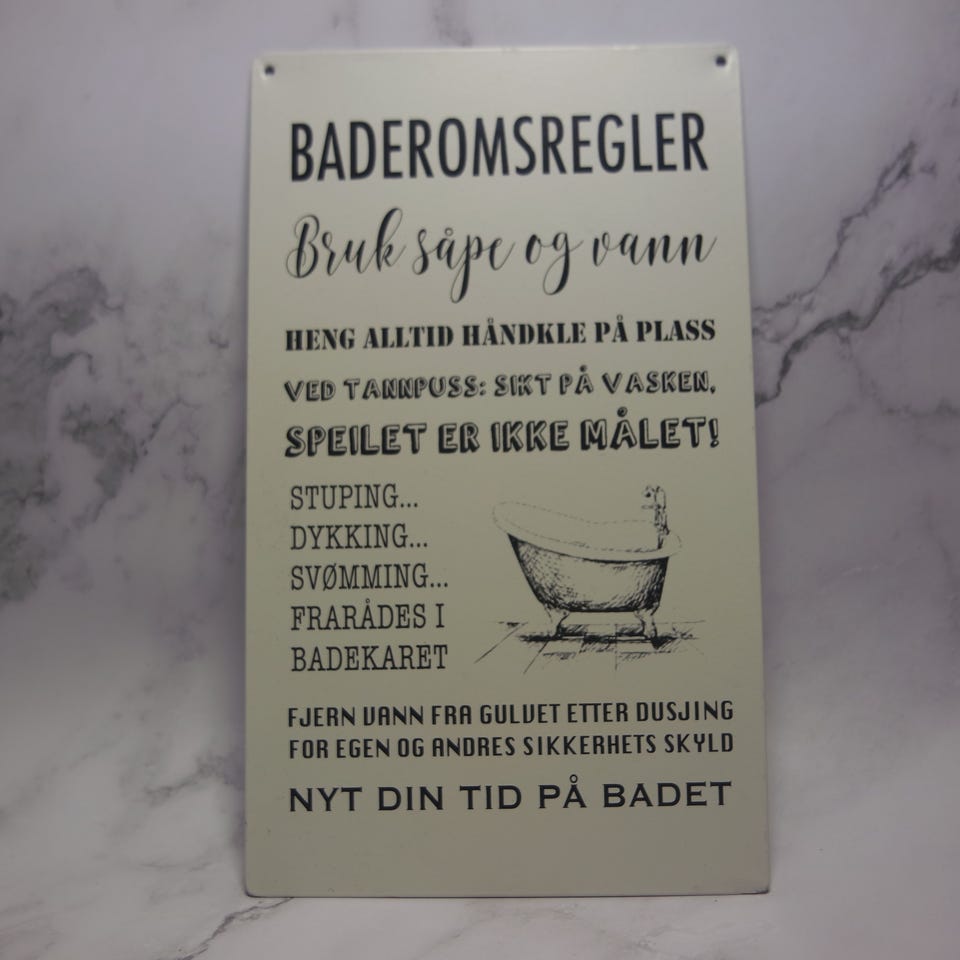 BADEROMSREGLER
Bruk såpe og vann
HENG ALLTID HÅNDKLE PÅ PLASS
VED TANNPUSS: SIKT PÅ VASKEN,
SPEILET ER IKKE MÅLET!
STUPING...
DYKKING...
SVØMMING...
FRARÅDES I
BADEKARET
FJERN VANN FRA GULVET ETTER DUSJING
FOR EGEN OG ANDRES SIKKERHETS SKYLD
NYT DIN TID PÅ BADET